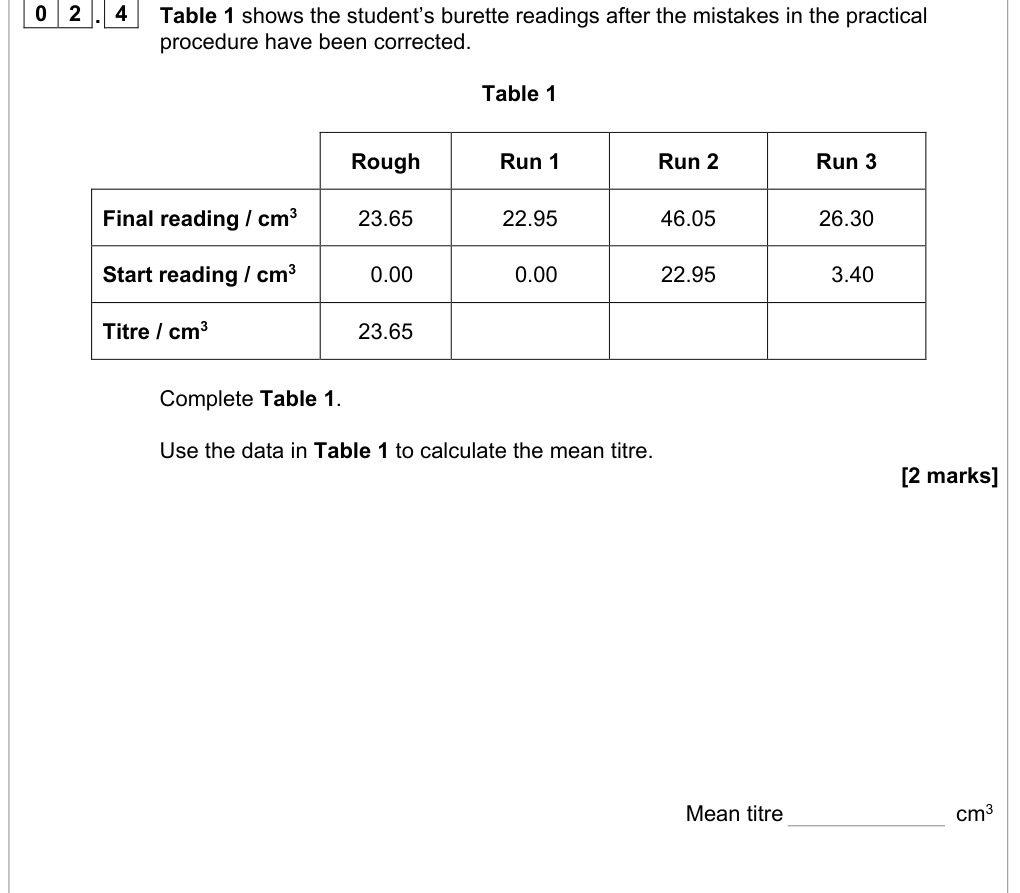 0 2 . 4 Table 1 shows the student’s burette readings after the mistakes in the practical
procedure have been corrected.
Table 1
Rough Run 1 Run 2 Run 3
Final reading / cm³ 23.65 22.95 46.05 26.30
Start reading / cm³ 0.00 0.00 22.95 3.40
Titre / cm³ 23.65
Complete Table 1.
Use the data in Table 1 to calculate the mean titre.
[2 marks]
Mean titre cm³